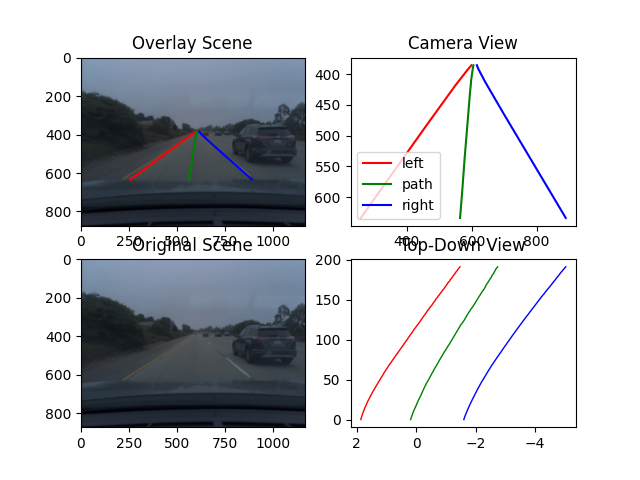 Overlay Scene
0
200
400
600
800
0 250 500 750 1000
Camera View
400
450
500
550
600
left
path
right
400 600 800
Original Scene
0
200
400
600
800
0 250 500 750 1000
Top-Down View
200
150
100
50
0
2 0 −2 −4